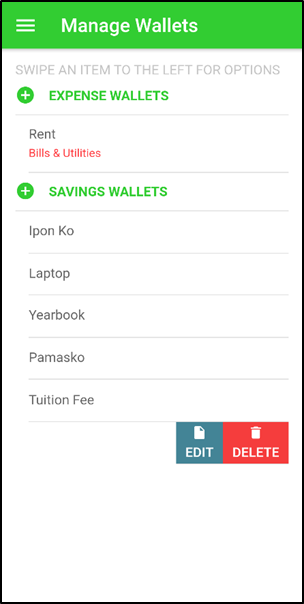 Manage Wallets
SWIPE AN ITEM TO THE LEFT FOR OPTIONS
EXPENSE WALLETS
Rent
Bills & Utilities
SAVINGS WALLETS
Ipon Ko
Laptop
Yearbook
Pamasko
Tuition Fee
EDIT DELETE